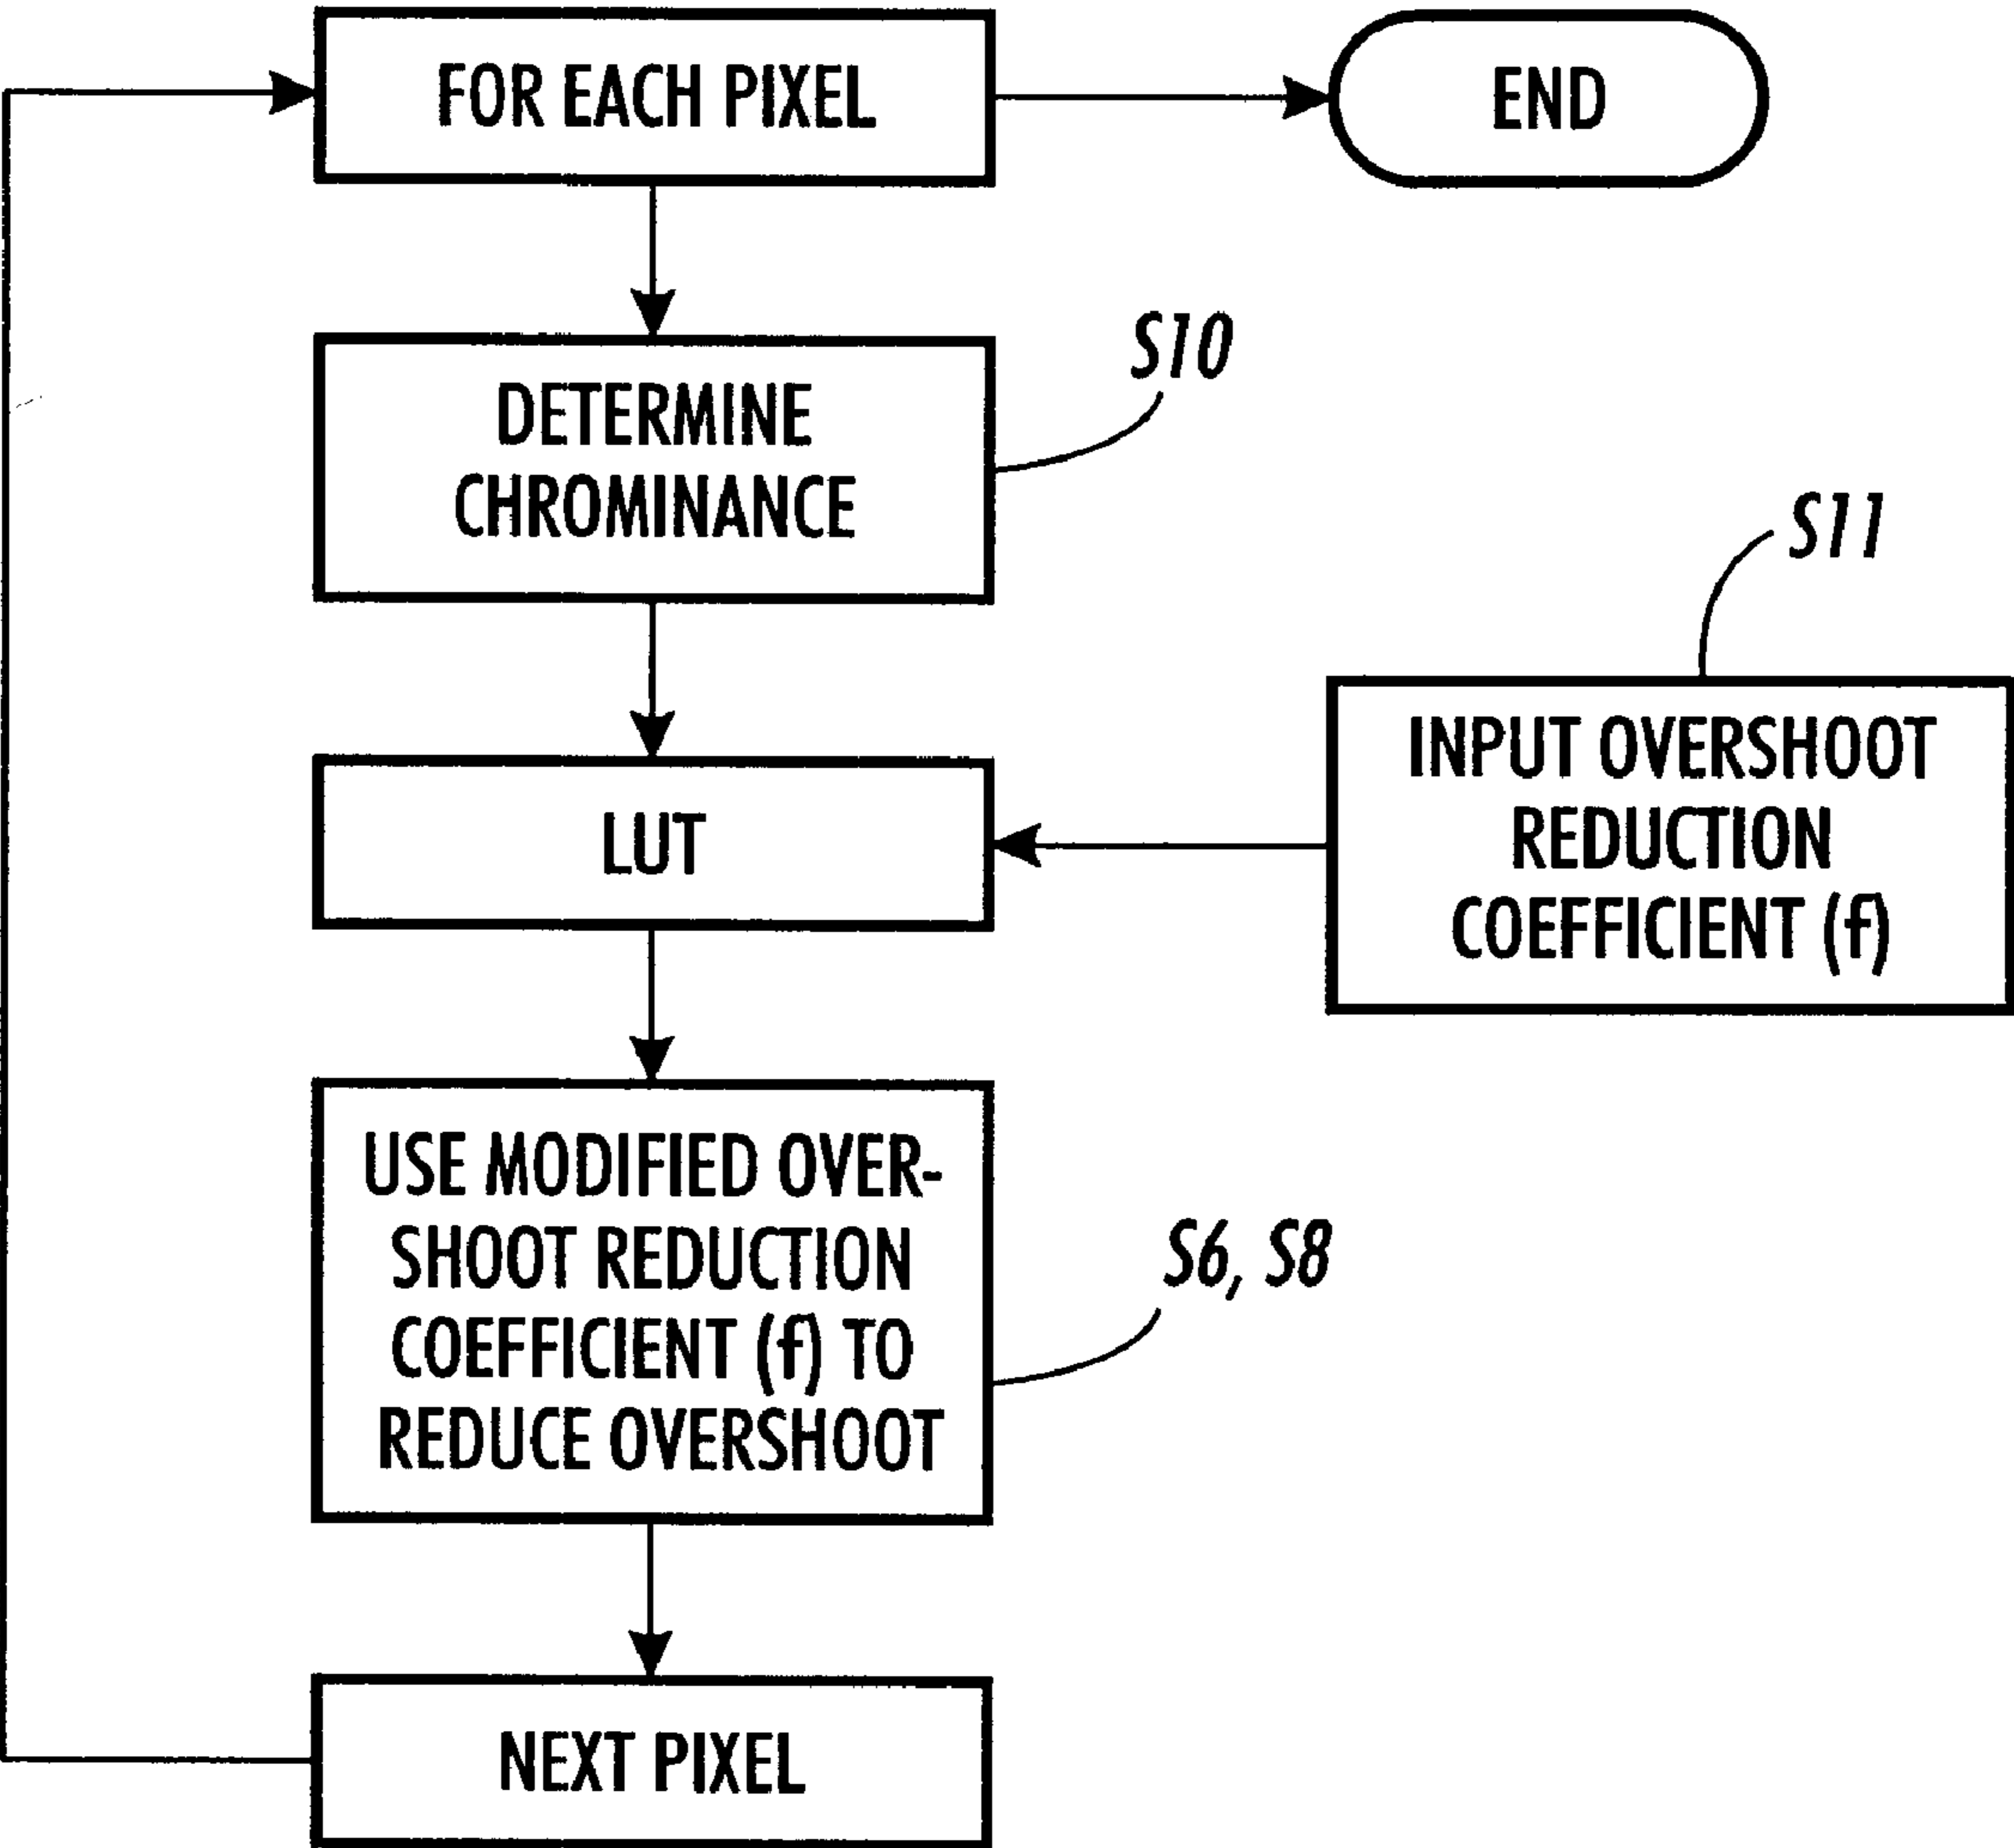 FOR EACH PIXEL
END
DETERMINE
CHROMINANCE
S10
S11
LUT
INPUT OVERSHOOT
REDUCTION
COEFFICIENT (f)
USE MODIFIED OVER-
SHOOT REDUCTION
COEFFICIENT (f) TO
REDUCE OVERSHOOT
S6, S8
NEXT PIXEL